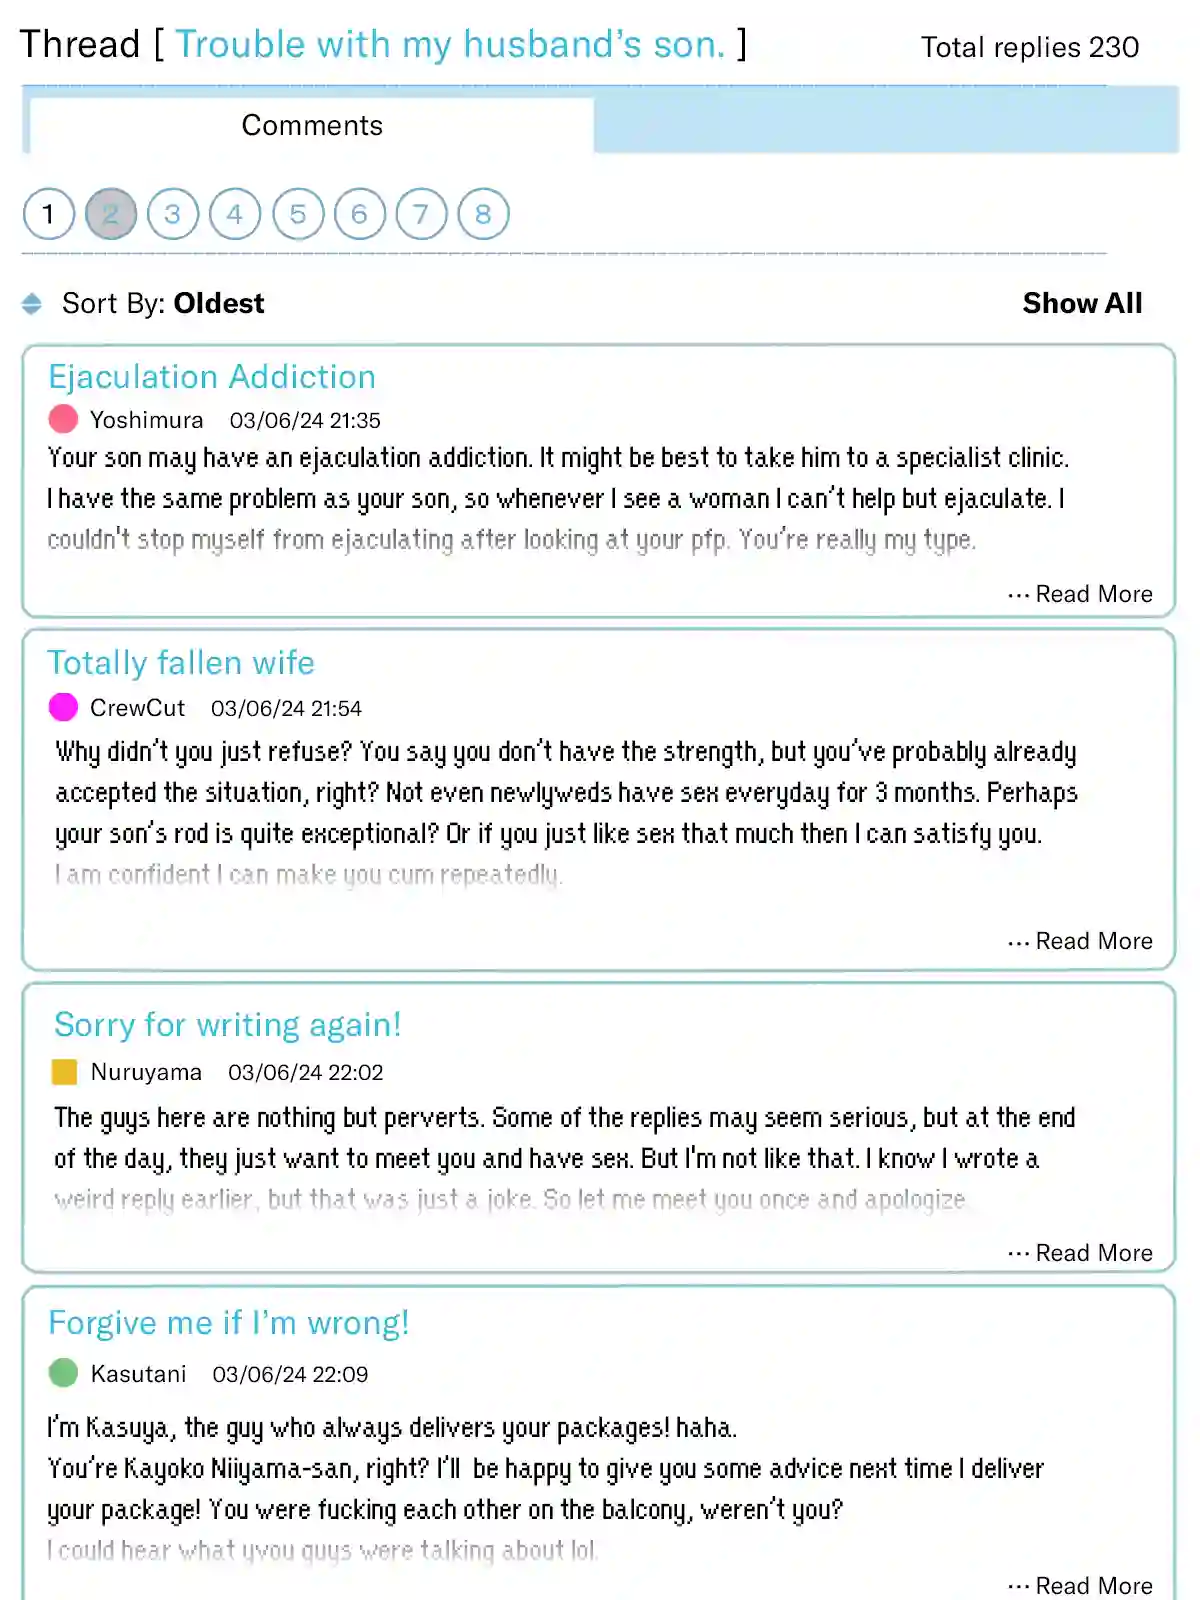 Thread [ Trouble with my husband's son. ]
Total replies 230
Comments
1 2 3 4 5 6 7 8
Sort By: Oldest
Show All
Ejaculation Addiction
Yoshimura 03/06/24 21:35
Your son may have an ejaculation addiction. It might be best to take him to a specialist clinic.
I have the same problem as your son, so whenever I see a woman I can't help but ejaculate. I
couldn't stop myself from ejaculating after looking at your pfp. You're really my type.
... Read More
Totally fallen wife
CrewCut 03/06/24 21:54
Why didn't you just refuse? You say you don't have the strength, but you've probably already
accepted the situation, right? Not even newlyweds have sex everyday for 3 months. Perhaps
your son's rod is quite exceptional? Or if you just like sex that much then I can satisfy you.
I am confident I can make you cum repeatedly.
... Read More
Sorry for writing again!
Nuruyama 03/06/24 22:02
The guys here are nothing but perverts. Some of the replies may seem serious, but at the end
of the day, they just want to meet you and have sex. But I'm not like that. I know I wrote a
weird reply earlier, but that was just a joke. So let me meet you once and apologize.
... Read More
Forgive me if I'm wrong!
Kasutani 03/06/24 22:09
I'm Kasuya, the guy who always delivers your packages! haha.
You're Kayoko Niiyama-san, right? I'll be happy to give you some advice next time I deliver
your package! You were fucking each other on the balcony, weren't you?
I could hear what yvou guys were talking about lol.
... Read More